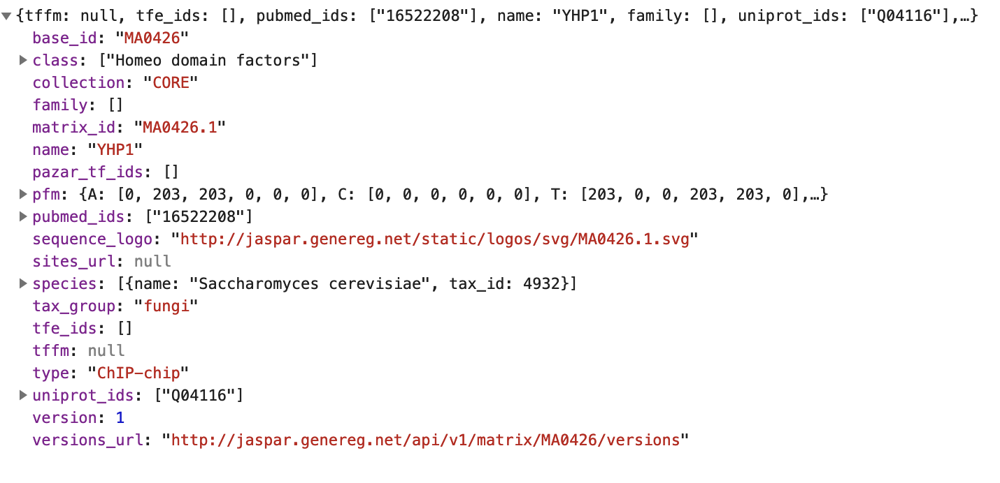 {tffm: null, tfe_ids: [], pubmed_ids: ["16522208"], name: "YHP1", family: [], uniprot_ids: ["Q04116"],…}
base_id: "MA0426"
class: ["Homeo domain factors"]
collection: "CORE"
family: []
matrix_id: "MA0426.1"
name: "YHP1"
pazar_tf_ids: []
pfm: {A: [0, 203, 203, 0, 0, 0], C: [0, 0, 0, 0, 0, 0], T: [203, 0, 0, 203, 203, 0],…}
pubmed_ids: ["16522208"]
sequence_logo: "http://jaspar.genereg.net/static/logos/svg/MA0426.1.svg"
sites_url: null
species: [{name: "Saccharomyces cerevisiae", tax_id: 4932}]
tax_group: "fungi"
tfe_ids: []
tffm: null
type: "ChIP-chip"
uniprot_ids: ["Q04116"]
version: 1
versions_url: "http://jaspar.genereg.net/api/v1/matrix/MA0426/versions"